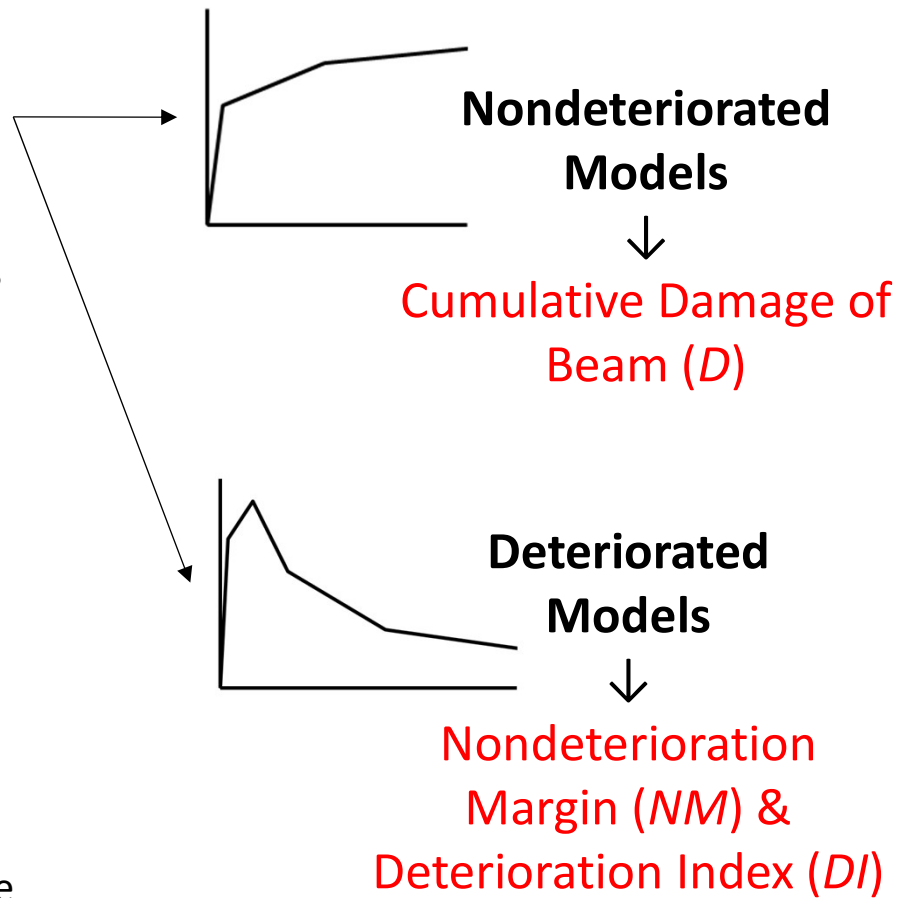 Nondeteriorated
Models
↓
Cumulative Damage of
Beam (D)
Deteriorated
Models
↓
Nondeterioration
Margin (NM) &
Deterioration Index (DI)
e